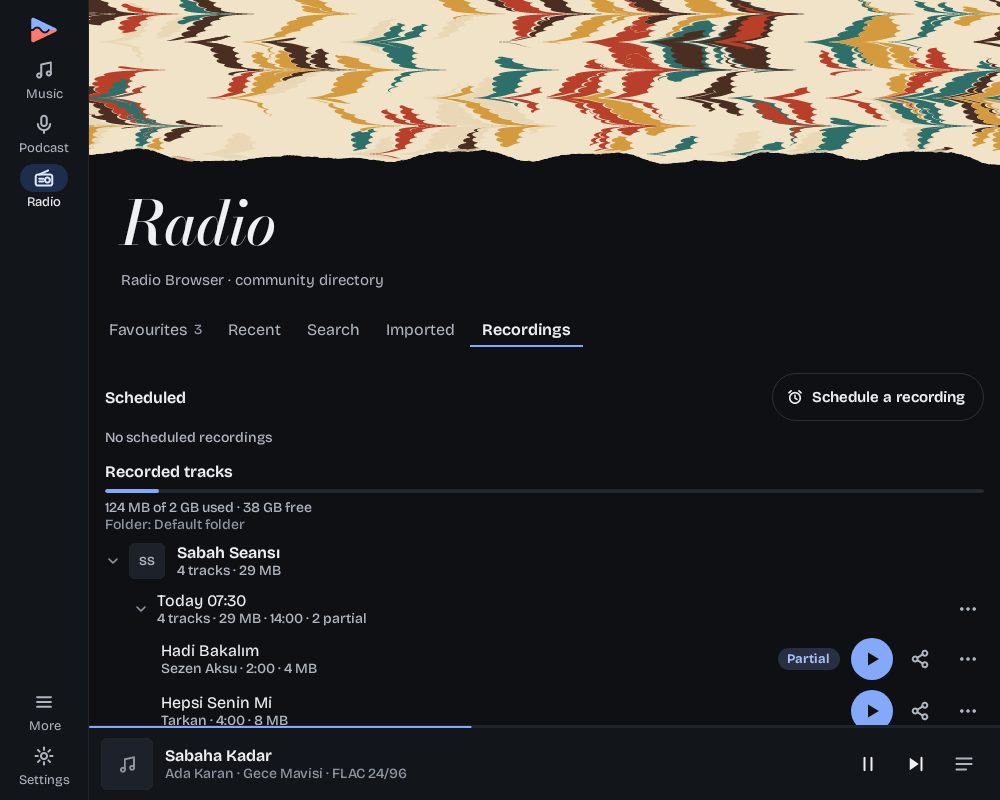 Music
Podcast
Radio
Radio
Radio Browser · community directory
Favourites 3
Recent
Search
Imported
Recordings
Scheduled
Schedule a recording
No scheduled recordings
Recorded tracks
124 MB of 2 GB used · 38 GB free
Folder: Default folder
SS
Sabah Seansı
4 tracks · 29 MB
Today 07:30
4 tracks · 29 MB · 14:00 · 2 partial
Hadi Bakalım
Sezen Aksu · 2:00 · 4 MB
Partial
Hepsi Senin Mi
Tarkan · 4:00 · 8 MB
More
Settings
Sabaha Kadar
Ada Karan · Gece Mavisi · FLAC 24/96